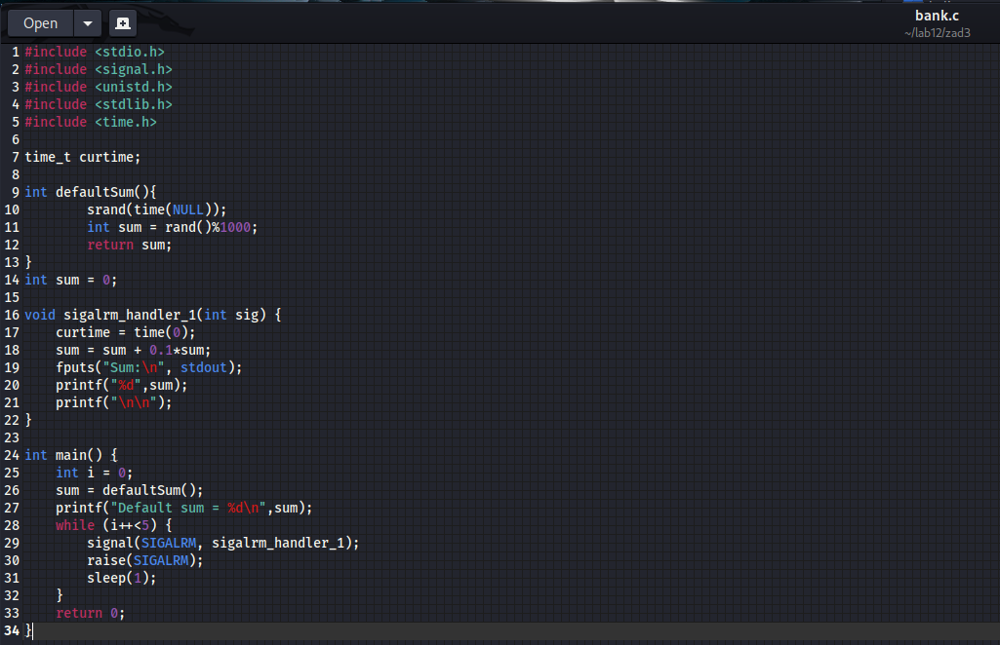 Open
bank.c
~/lab12/zad3
1 #include <stdio.h>
2 #include <signal.h>
3 #include <unistd.h>
4 #include <stdlib.h>
5 #include <time.h>
6
7 time_t curtime;
8
9 int defaultSum(){
10         srand(time(NULL));
11         int sum = rand()%1000;
12         return sum;
13 }
14 int sum = 0;
15
16 void sigalrm_handler_1(int sig) {
17     curtime = time(0);
18     sum = sum + 0.1*sum;
19     fputs("Sum:\n", stdout);
20     printf("%d",sum);
21     printf("\n\n");
22 }
23
24 int main() {
25     int i = 0;
26     sum = defaultSum();
27     printf("Default sum = %d\n",sum);
28     while (i++<5) {
29         signal(SIGALRM, sigalrm_handler_1);
30         raise(SIGALRM);
31         sleep(1);
32     }
33     return 0;
34 }